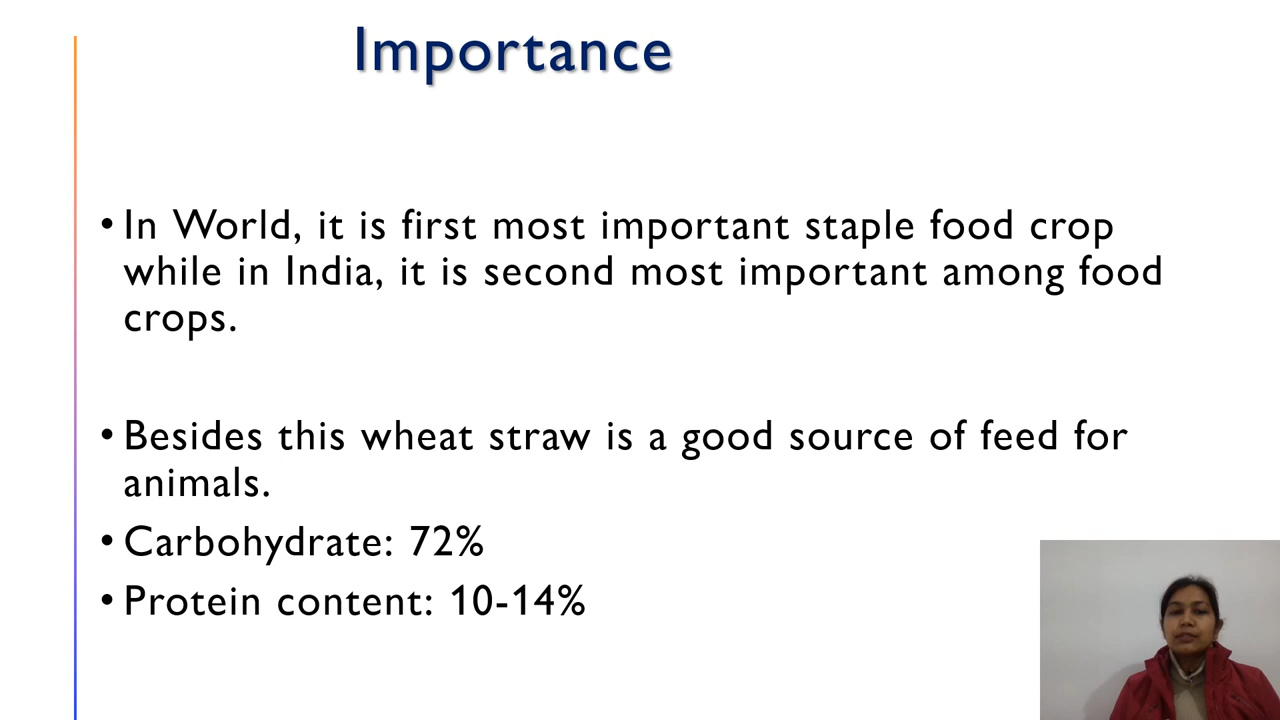 Importance
• In World, it is first most important staple food crop
while in India, it is second most important among food
crops.
• Besides this wheat straw is a good source of feed for
animals.
• Carbohydrate: 72%
• Protein content: 10-14%